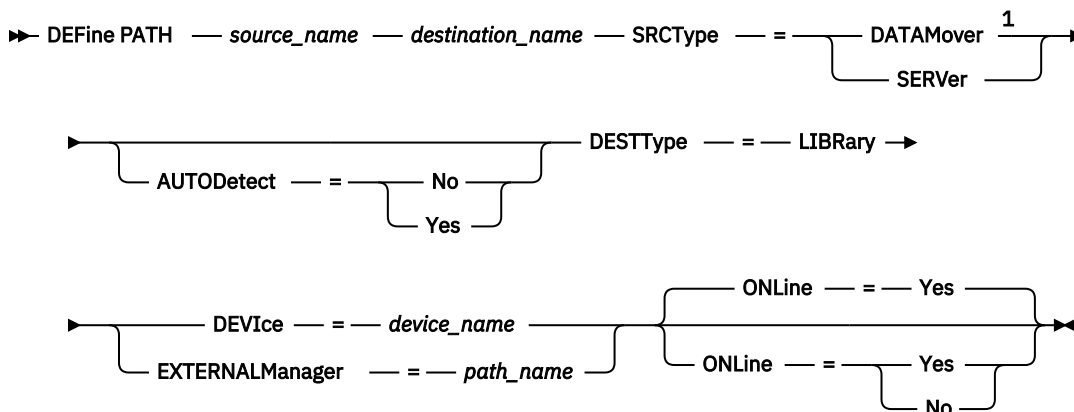 DEFine PATH source_name destination_name SRCType = DATAMover 1
SERVer
DESTType = LIBRary
AUTODetect = No
Yes
ONLine = Yes
DEVIce = device_name
EXTERNALManager = path_name
ONLine = Yes
No